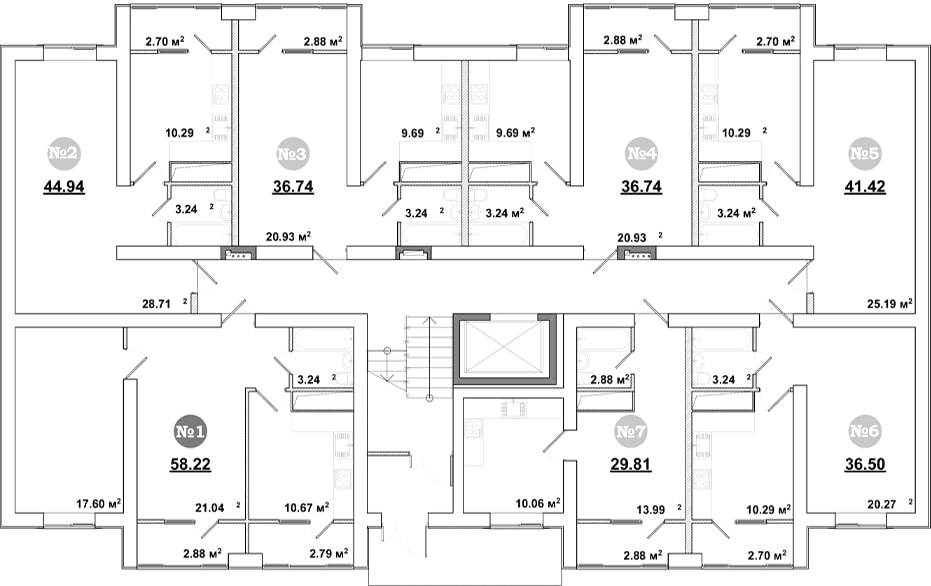 2.70 м²
2.88 м²
2.88 м²
2.70 м²
10.29 ²
9.69 ²
9.69 м²
10.29 ²
№2
44.94
№3
36.74
№4
36.74
№5
41.42
3.24 ²
3.24 ²
3.24 м²
3.24 м²
20.93 м²
20.93 ²
28.71 ²
25.19 м²
3.24 ²
2.88 м²
3.24 ²
№1
58.22
№7
29.81
№6
36.50
17.60 м²
21.04 ²
10.67 м²
10.06 м²
13.99 ²
10.29 м²
20.27 ²
2.88 м²
2.79 м²
2.88 м²
2.70 м²